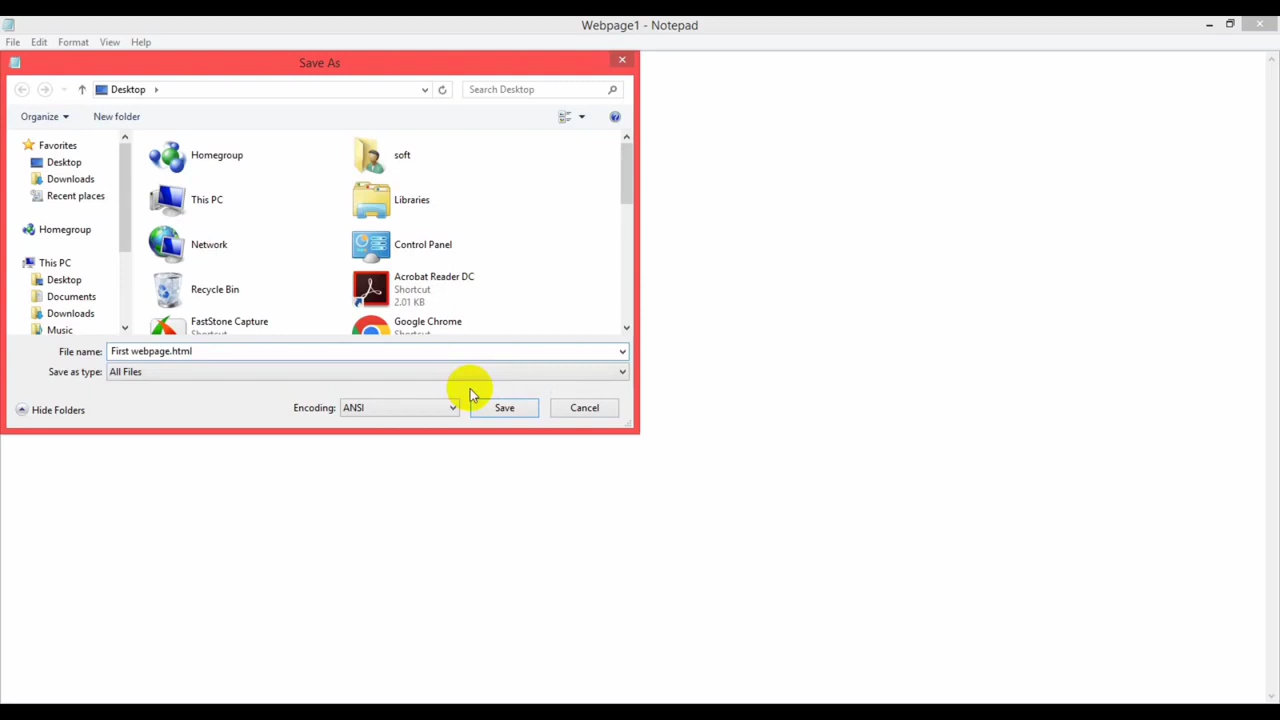 Webpage1 - Notepad
File Edit Format View Help
Save As
Desktop
Search Desktop
Organize New folder
Favorites
Desktop
Downloads
Recent places
Homegroup
This PC
Desktop
Documents
Downloads
Music
Homegroup
soft
This PC
Libraries
Network
Control Panel
Recycle Bin
Acrobat Reader DC
Shortcut
2.01 KB
FastStone Capture
Shortcut
Google Chrome
Shortcut
File name: First webpage.html
Save as type: All Files
Hide Folders
Encoding: ANSI
Save
Cancel